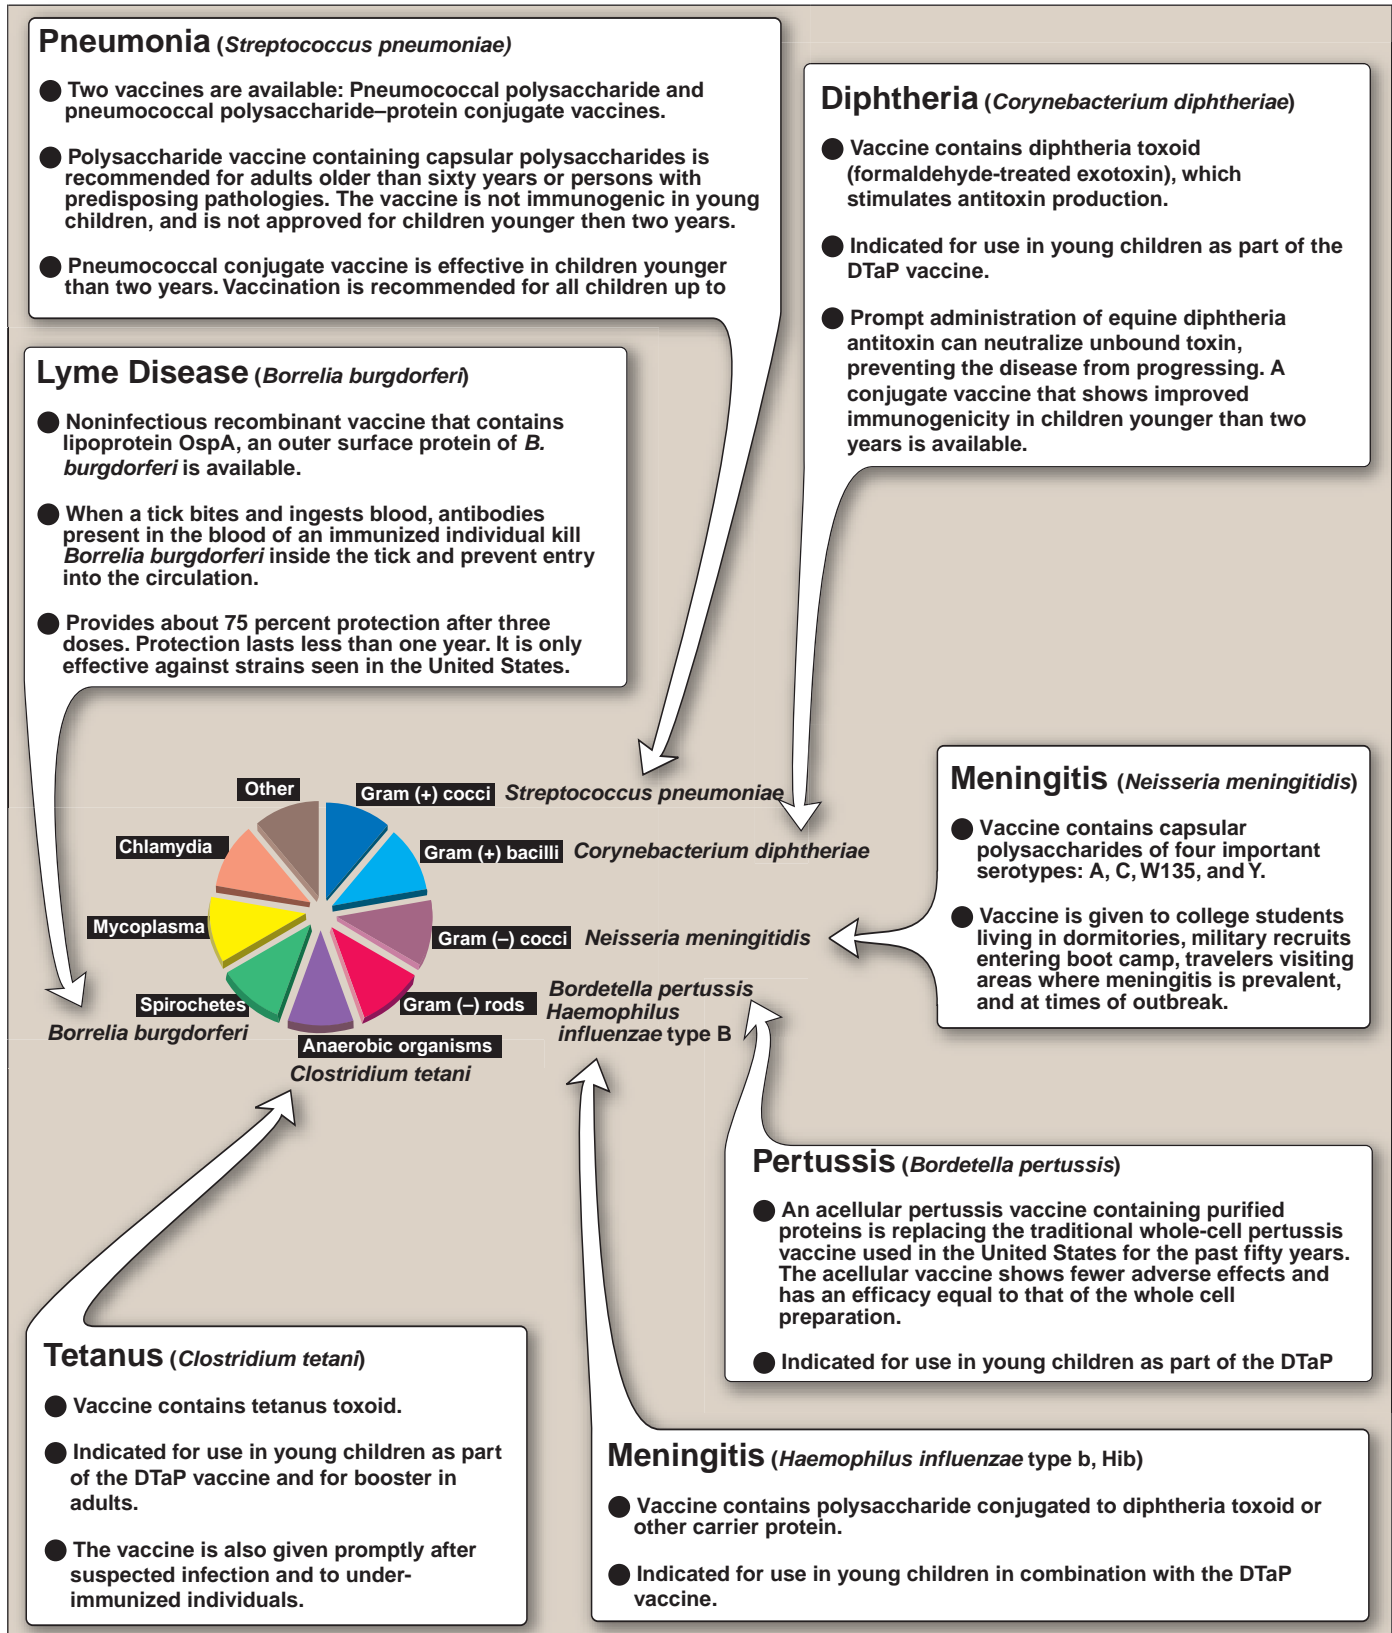 Pneumonia (Streptococcus pneumoniae)
● Two vaccines are available: Pneumococcal polysaccharide and
pneumococcal polysaccharide–protein conjugate vaccines.
● Polysaccharide vaccine containing capsular polysaccharides is
recommended for adults older than sixty years or persons with
predisposing pathologies. The vaccine is not immunogenic in young
children, and is not approved for children younger then two years.
● Pneumococcal conjugate vaccine is effective in children younger
than two years. Vaccination is recommended for all children up to
Diphtheria (Corynebacterium diphtheriae)
● Vaccine contains diphtheria toxoid
(formaldehyde-treated exotoxin), which
stimulates antitoxin production.
● Indicated for use in young children as part of the
DTaP vaccine.
● Prompt administration of equine diphtheria
antitoxin can neutralize unbound toxin,
preventing the disease from progressing. A
conjugate vaccine that shows improved
immunogenicity in children younger than two
years is available.
Lyme Disease (Borrelia burgdorferi)
● Noninfectious recombinant vaccine that contains
lipoprotein OspA, an outer surface protein of B.
burgdorferi is available.
● When a tick bites and ingests blood, antibodies
present in the blood of an immunized individual kill
Borrelia burgdorferi inside the tick and prevent entry
into the circulation.
● Provides about 75 percent protection after three
doses. Protection lasts less than one year. It is only
effective against strains seen in the United States.
Other
Gram (+) cocci Streptococcus pneumoniae
Chlamydia
Gram (+) bacilli Corynebacterium diphtheriae
Mycoplasma
Gram (–) cocci Neisseria meningitidis
Spirochetes
Borrelia burgdorferi
Gram (–) rods
Bordetella pertussis
Haemophilus
influenzae type B
Anaerobic organisms
Clostridium tetani
Meningitis (Neisseria meningitidis)
● Vaccine contains capsular
polysaccharides of four important
serotypes: A, C, W135, and Y.
● Vaccine is given to college students
living in dormitories, military recruits
entering boot camp, travelers visiting
areas where meningitis is prevalent,
and at times of outbreak.
Pertussis (Bordetella pertussis)
● An acellular pertussis vaccine containing purified
proteins is replacing the traditional whole-cell pertussis
vaccine used in the United States for the past fifty years.
The acellular vaccine shows fewer adverse effects and
has an efficacy equal to that of the whole cell
preparation.
● Indicated for use in young children as part of the DTaP
Tetanus (Clostridium tetani)
● Vaccine contains tetanus toxoid.
● Indicated for use in young children as part
of the DTaP vaccine and for booster in
adults.
● The vaccine is also given promptly after
suspected infection and to under-
immunized individuals.
Meningitis (Haemophilus influenzae type b, Hib)
● Vaccine contains polysaccharide conjugated to diphtheria toxoid or
other carrier protein.
● Indicated for use in young children in combination with the DTaP
vaccine.